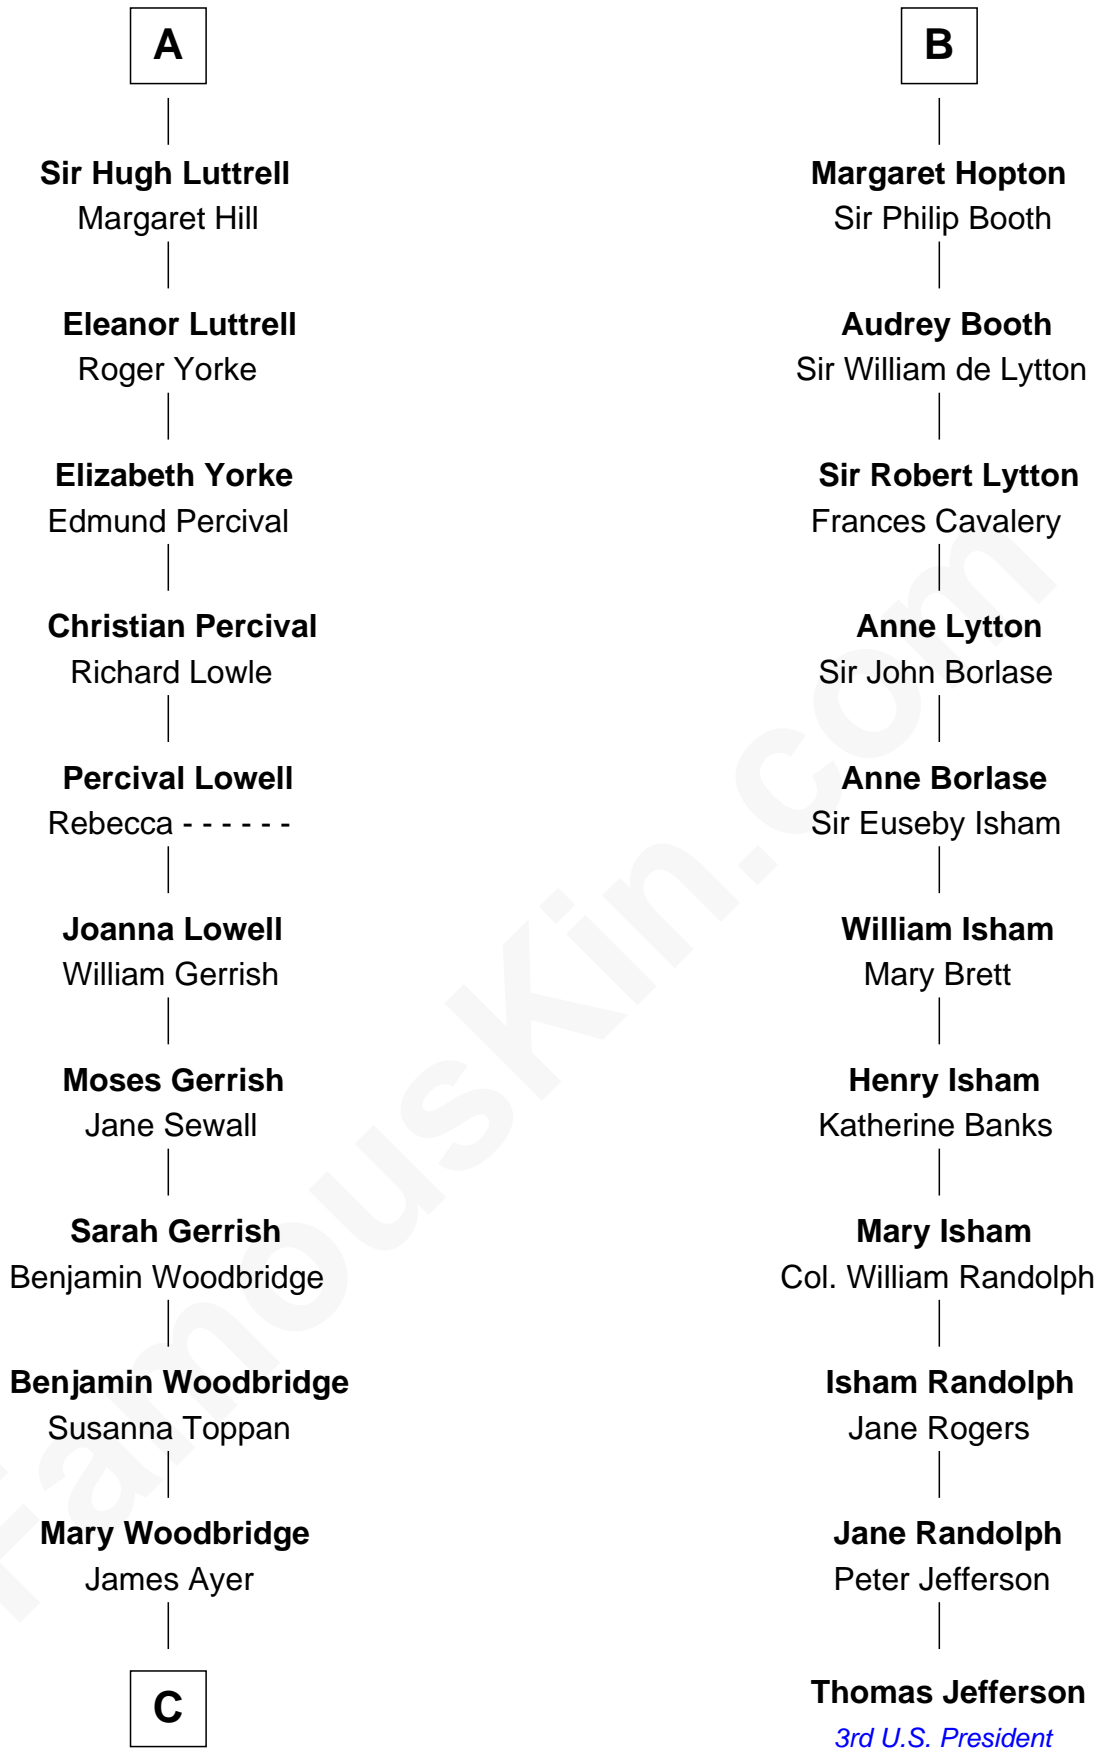 A
Sir Hugh Luttrell
Margaret Hill
Eleanor Luttrell
Roger Yorke
Elizabeth Yorke
Edmund Percival
Christian Percival
Richard Lowle
Percival Lowell
Rebecca - - - - - -
Joanna Lowell
William Gerrish
Moses Gerrish
Jane Sewall
Sarah Gerrish
Benjamin Woodbridge
Benjamin Woodbridge
Susanna Toppan
Mary Woodbridge
James Ayer
C
B
Margaret Hopton
Sir Philip Booth
Audrey Booth
Sir William de Lytton
Sir Robert Lytton
Frances Cavalery
Anne Lytton
Sir John Borlase
Anne Borlase
Sir Euseby Isham
William Isham
Mary Brett
Henry Isham
Katherine Banks
Mary Isham
Col. William Randolph
Isham Randolph
Jane Rogers
Jane Randolph
Peter Jefferson
Thomas Jefferson
3rd U.S. President
FamousKin.com